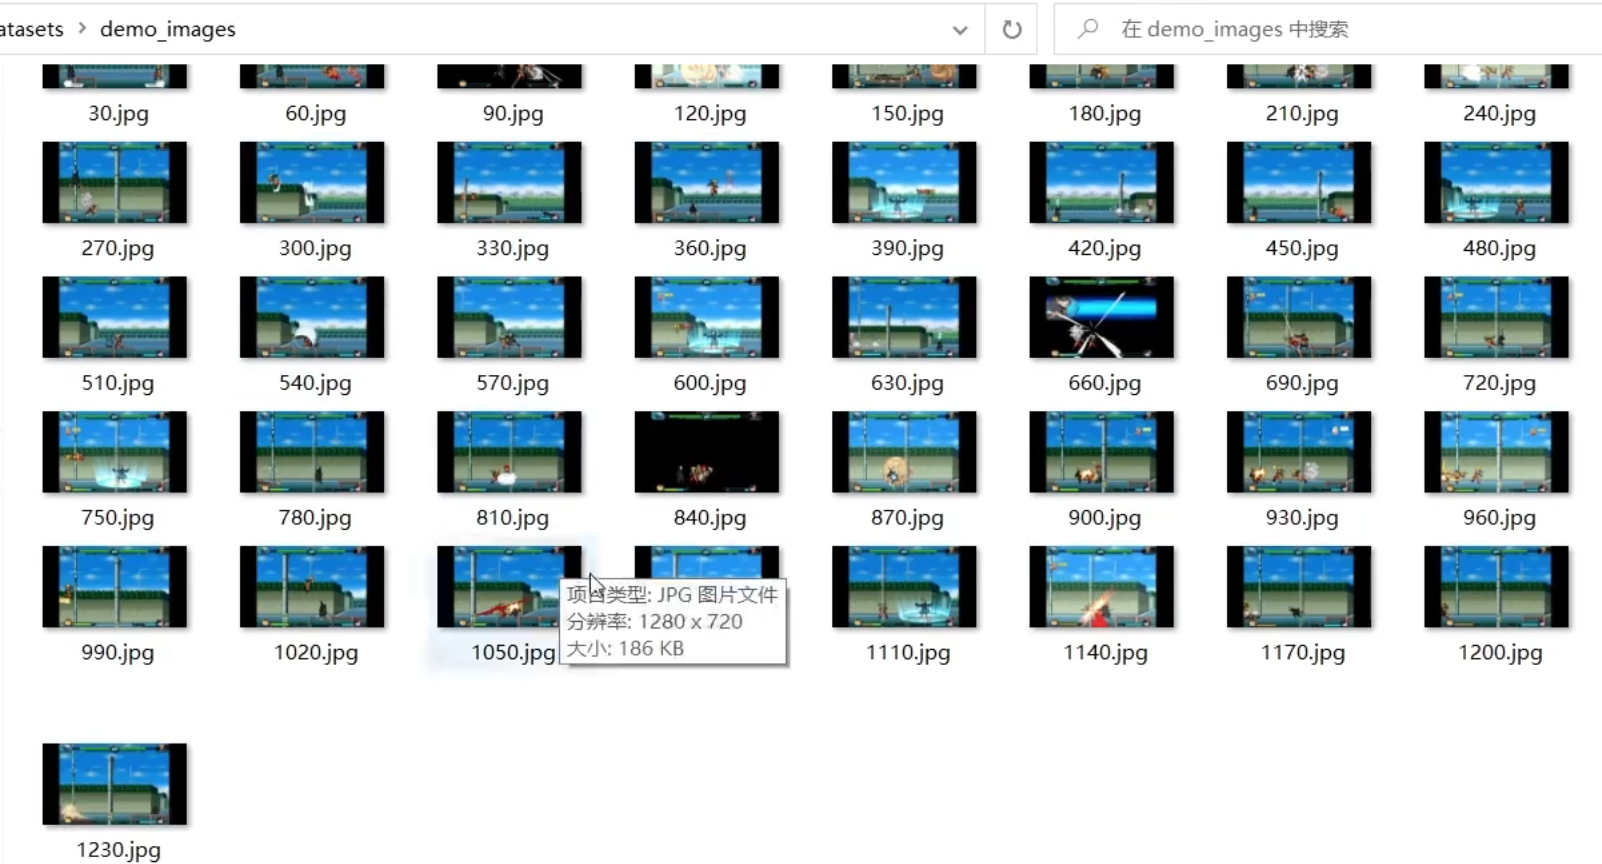 atasets > demo_images
在 demo_images 中搜索
30.jpg 60.jpg 90.jpg 120.jpg 150.jpg 180.jpg 210.jpg 240.jpg
270.jpg 300.jpg 330.jpg 360.jpg 390.jpg 420.jpg 450.jpg 480.jpg
510.jpg 540.jpg 570.jpg 600.jpg 630.jpg 660.jpg 690.jpg 720.jpg
750.jpg 780.jpg 810.jpg 840.jpg 870.jpg 900.jpg 930.jpg 960.jpg
990.jpg 1020.jpg 1050.jpg 1110.jpg 1140.jpg 1170.jpg 1200.jpg
项目类型: JPG 图片文件
分辨率: 1280 x 720
大小: 186 KB
1230.jpg